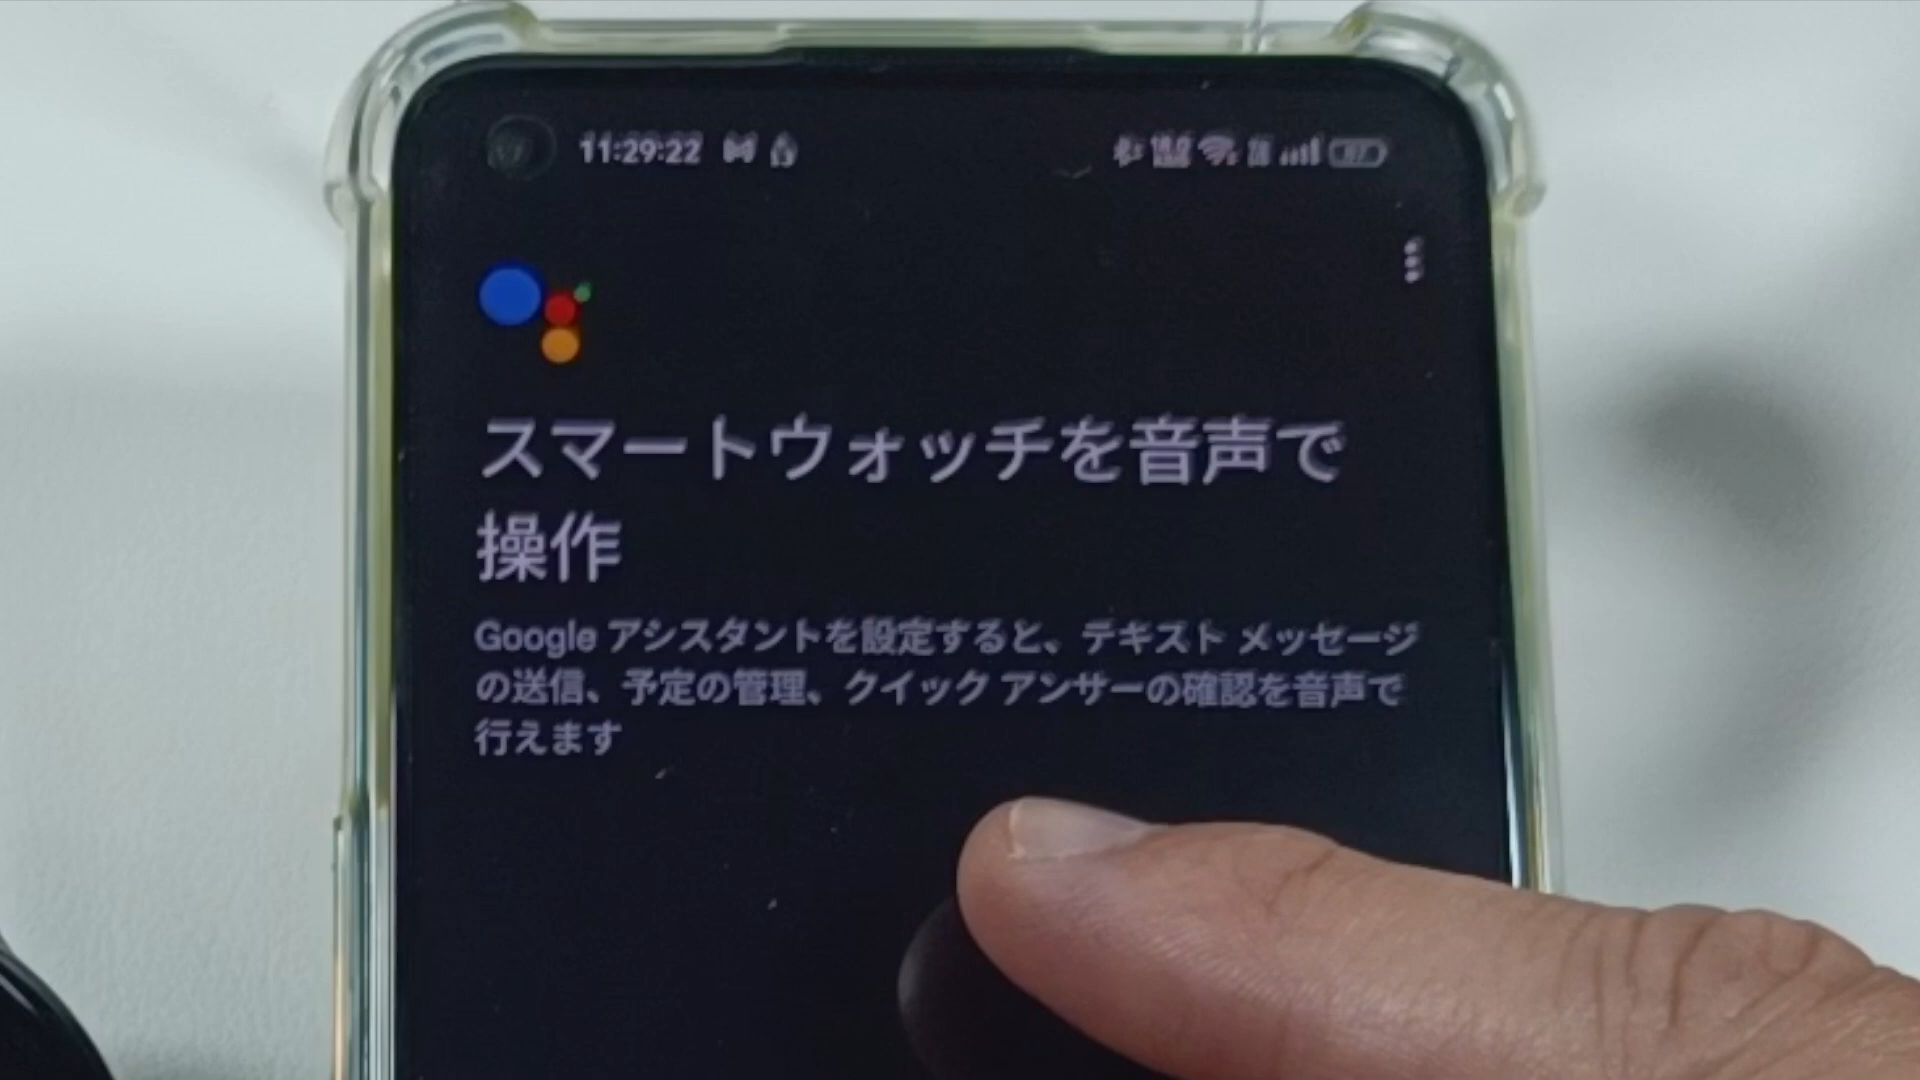 11:29:22
スマートウォッチを音声で
操作
Google アシスタントを設定すると、テキスト メッセージ
の送信、予定の管理、クイック アンサーの確認を音声で
行えます